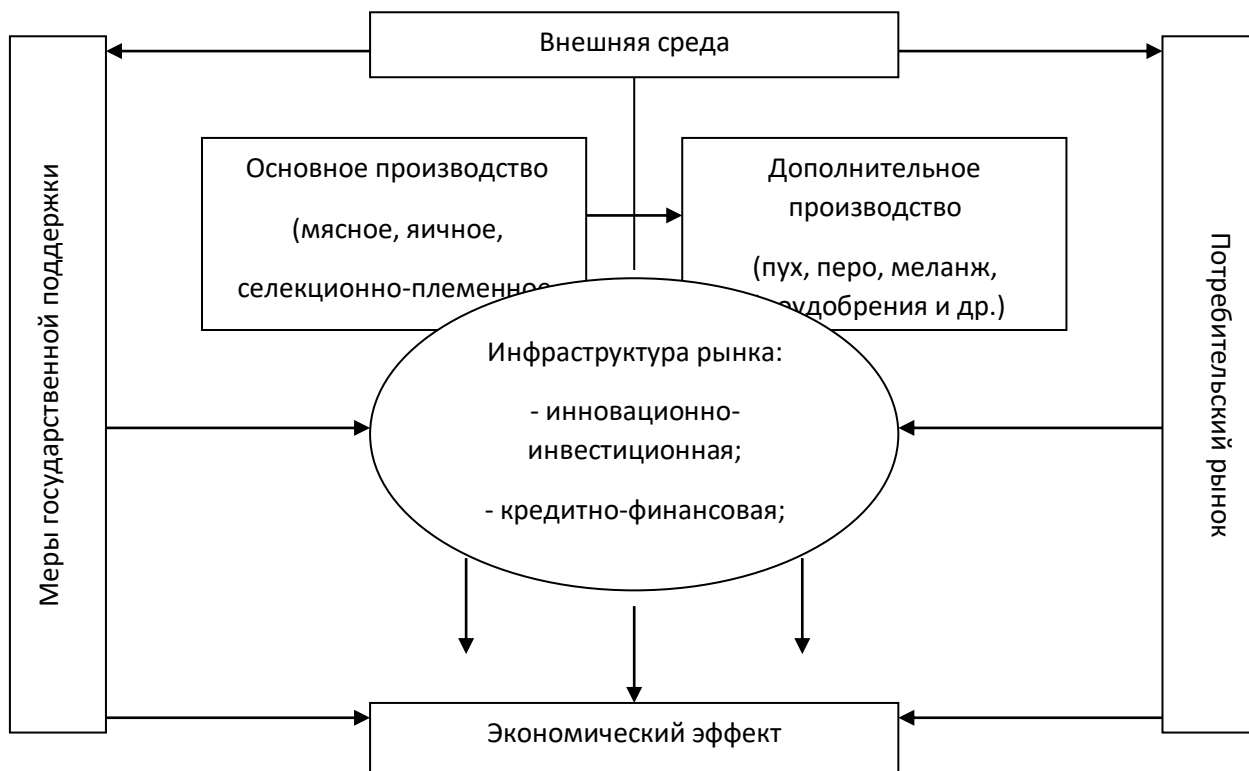 Внешняя среда
Меры государственной поддержки
Основное производство
(мясное, яичное,
селекционно-племенное
Дополнительное
производство
(пух, перо, меланж,
оудобрения и др.)
Потребительский рынок
Инфраструктура рынка:
- инновационно-
инвестиционная;
- кредитно-финансовая;
Экономический эффект